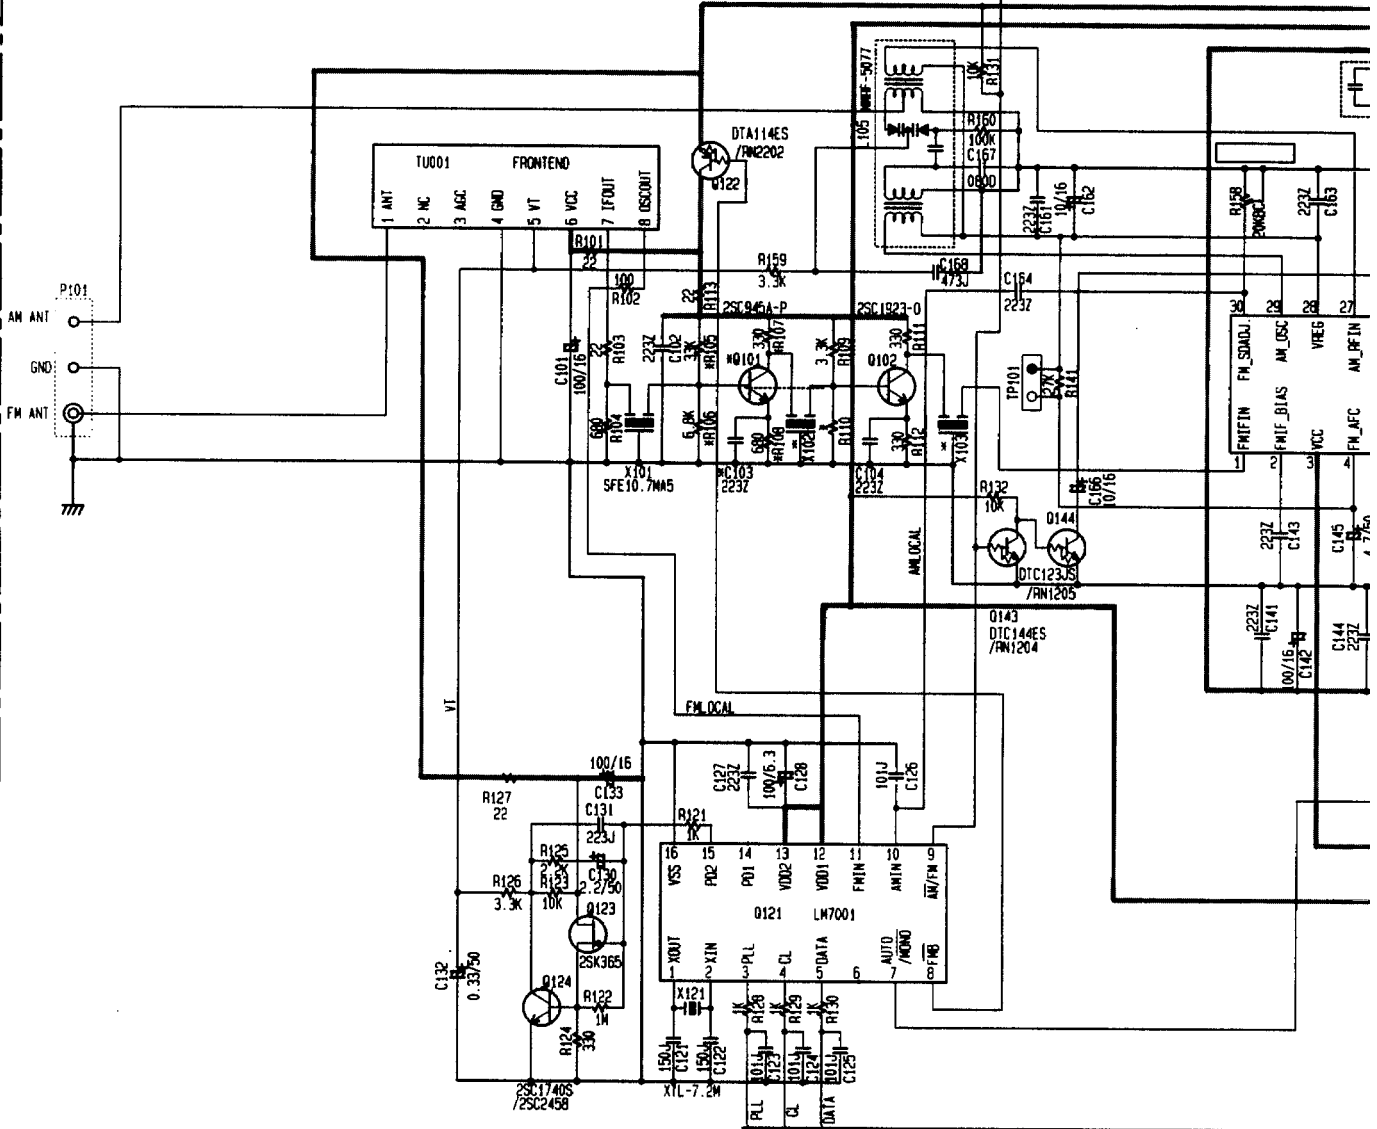 L105
10K
R131
DTA114ES
/RN2202
Q122
R160
100K
C167
080D
TU001 FRONTEND
1 ANT
2 NC
3 AGC
4 GND
5 VT
6 VCC
7 IFOUT
8 OSCOUT
223Z
C161
10/16
C162
R158
20KBC
223Z
C163
R101
22
100
R102
22
R113
R159
3.3K
C168
473J
C164
223Z
P101
AM ANT
GND
FM ANT
2SC945A-P
2SC1923-O
C101
100/16
22
R103
223Z
C102
33K
*R105
330
*R107
3.3K
R109
330
R111
*Q101
Q102
680
R104
6.8K
*R106
680
*R108
*
X102
*
R110
330
R112
*
X103
X101
SFE10.7MA5
*C103
223Z
C104
223Z
TP101
27K
R141
30 29 28 27
FM_SDADJ.
AM_OSC
VREG
AM_RFIN
FMIFIN
FMIF_BIAS
VCC
FM_AFC
1 2 3 4
R132
10K
C166
10/16
Q144
DTC123JS
/RN1205
Q143
DTC144ES
/RN1204
AMLOCAL
223Z
C143
C145
223Z
C141
100/16
C142
C144
223Z
VT
FMLOCAL
100/16
C133
R127
22
C131
223J
C127
223Z
100/6.3
C128
101J
C126
R121
1K
R125
2.2K
C130
2.2/50
R126
3.3K
R123
10K
Q123
2SK365
16 15 14 13 12 11 10 9
VSS
PD2
PD1
VDD2
VDD1
FMIN
AMIN
AM/FM
Q121 LM7001
XOUT
XIN
PLL
CL
DATA
AUTO
/MONO
FMB
1 2 3 4 5 6 7 8
C132
0.33/50
Q124
R122
1M
R124
330
X121
1K
R128
1K
R129
1K
R130
150J
C121
150J
C122
101J
C123
101J
C124
101J
C125
2SC1740S
/2SC2458
XTL-7.2M
PLL
CL
DATA